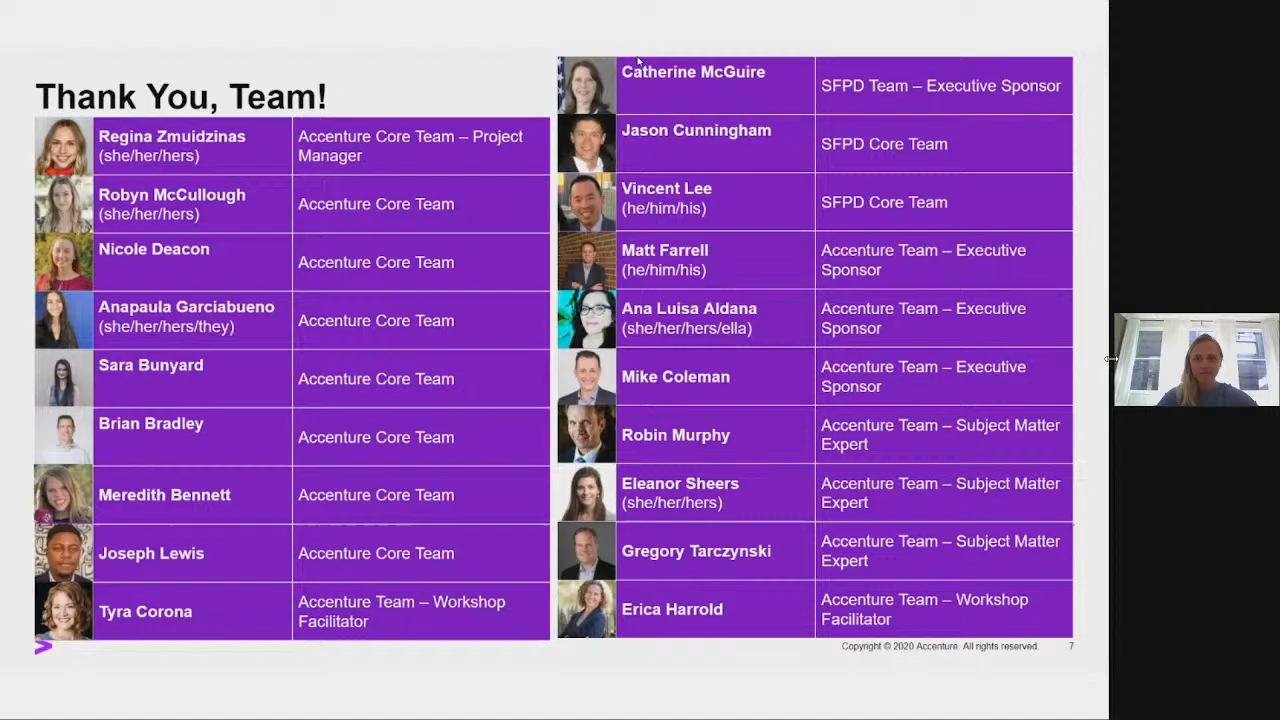 Thank You, Team!
Regina Zmuidzinas
(she/her/hers)
Accenture Core Team – Project
Manager
Robyn McCullough
(she/her/hers)
Accenture Core Team
Nicole Deacon
Accenture Core Team
Anapaula Garciabueno
(she/her/hers/they)
Accenture Core Team
Sara Bunyard
Accenture Core Team
Brian Bradley
Accenture Core Team
Meredith Bennett
Accenture Core Team
Joseph Lewis
Accenture Core Team
Tyra Corona
Accenture Team – Workshop
Facilitator
Catherine McGuire
SFPD Team – Executive Sponsor
Jason Cunningham
SFPD Core Team
Vincent Lee
(he/him/his)
SFPD Core Team
Matt Farrell
(he/him/his)
Accenture Team – Executive
Sponsor
Ana Luisa Aldana
(she/her/hers/ella)
Accenture Team – Executive
Sponsor
Mike Coleman
Accenture Team – Executive
Sponsor
Robin Murphy
Accenture Team – Subject Matter
Expert
Eleanor Sheers
(she/her/hers)
Accenture Team – Subject Matter
Expert
Gregory Tarczynski
Accenture Team – Subject Matter
Expert
Erica Harrold
Accenture Team – Workshop
Facilitator
Copyright © 2020 Accenture. All rights reserved.
7